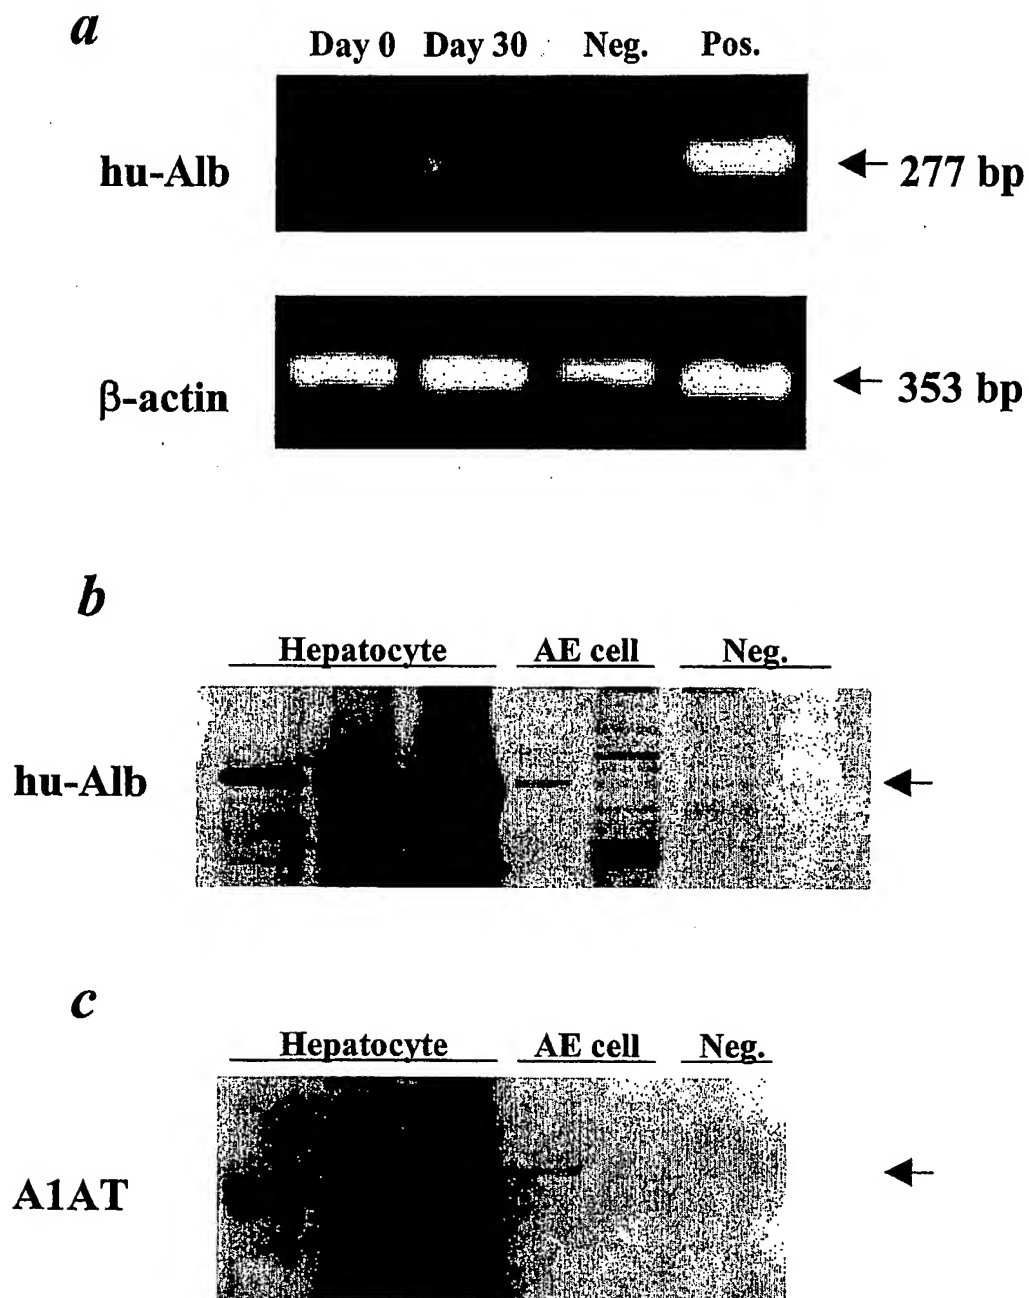 a
Day 0 Day 30 Neg. Pos.
hu-Alb
277 bp
β-actin
353 bp
b
Hepatocyte AE cell Neg.
hu-Alb
c
Hepatocyte AE cell Neg.
A1AT